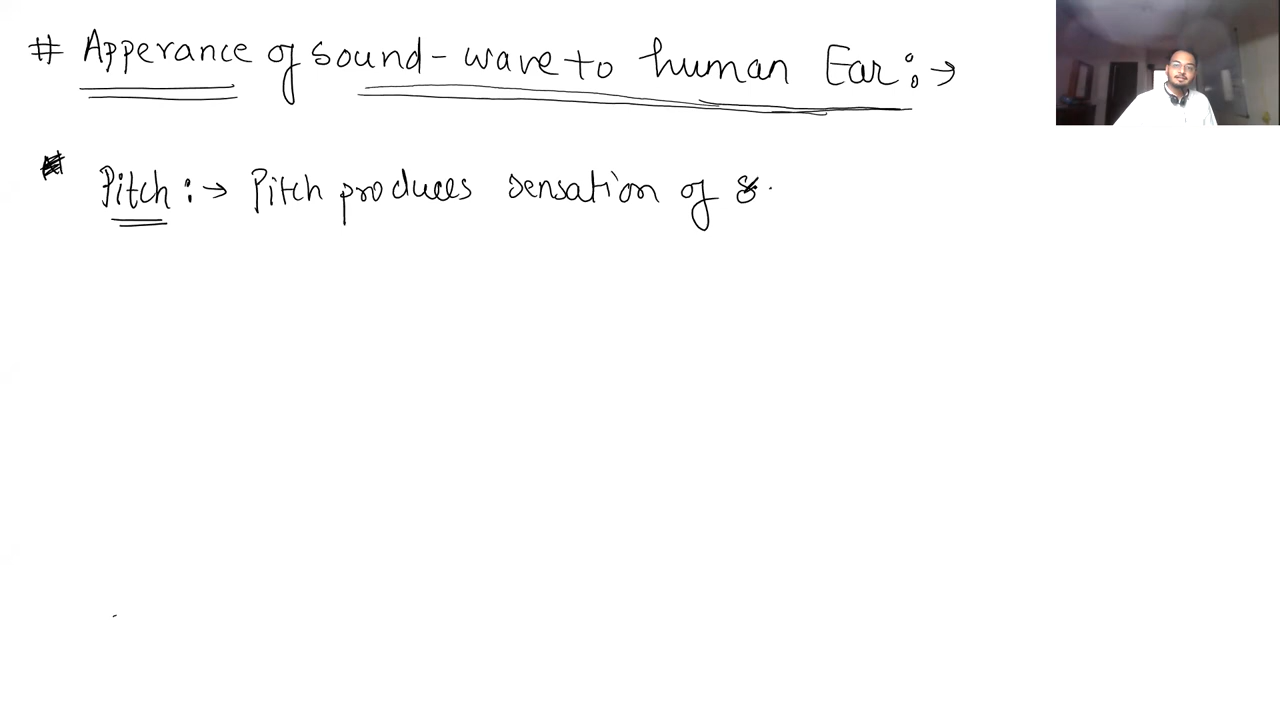 # Apperance of sound-wave to human Ear:→
Pitch:→ Pitch produces sensation of